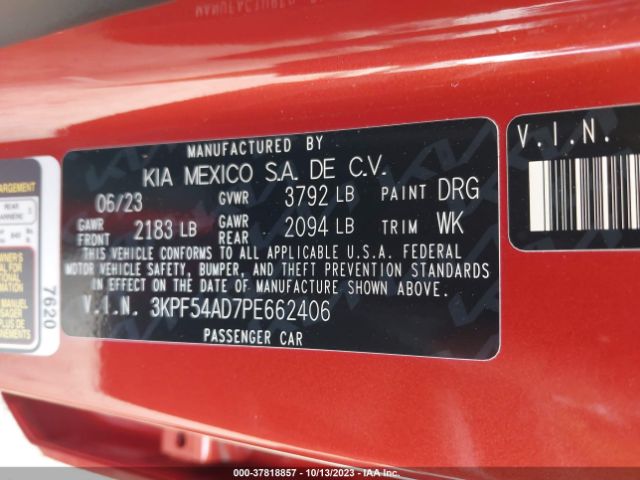 MANUFACTURED BY
KIA MEXICO S.A. DE C.V.
06/23 GVWR 3792 LB PAINT DRG
GAWR FRONT 2183 LB GAWR REAR 2094 LB TRIM WK
THIS VEHICLE CONFORMS TO ALL APPLICABLE U.S.A. FEDERAL
MOTOR VEHICLE SAFETY, BUMPER, AND THEFT PREVENTION STANDARDS
IN EFFECT ON THE DATE OF MANUFACTURE SHOWN ABOVE.
V.I.N. 3KPF54AD7PE662406
PASSENGER CAR
V.I.N.
7620
REAR
000-37818857 - 10/13/2023 - IAA Inc.